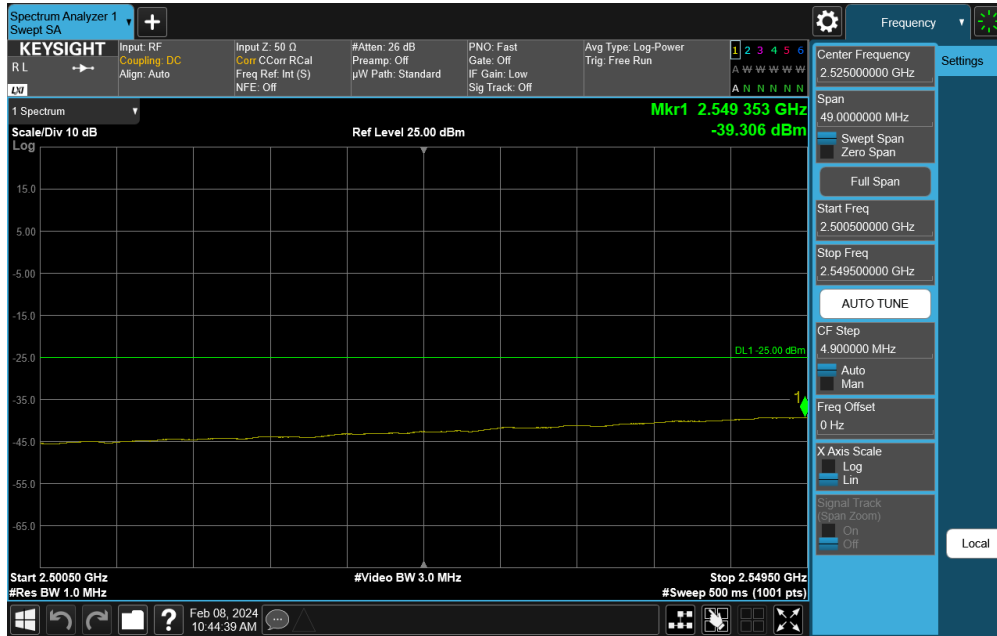 Spectrum Analyzer 1
Swept SA
+
Frequency
KEYSIGHT
R L
LXI
Input: RF
Coupling: DC
Align: Auto
Input Z: 50 Ω
Corr CCorr RCal
Freq Ref: Int (S)
NFE: Off
#Atten: 26 dB
Preamp: Off
µW Path: Standard
PNO: Fast
Gate: Off
IF Gain: Low
Sig Track: Off
Avg Type: Log-Power
Trig: Free Run
1 2 3 4 5 6
A W W W W W
A N N N N N
1 Spectrum
Scale/Div 10 dB
Log
Ref Level 25.00 dBm
Mkr1 2.549 353 GHz
-39.306 dBm
15.0
5.00
-5.00
-15.0
-25.0
-35.0
-45.0
-55.0
-65.0
DL1 -25.00 dBm
1
Start 2.50050 GHz
#Res BW 1.0 MHz
#Video BW 3.0 MHz
Stop 2.54950 GHz
#Sweep 500 ms (1001 pts)
Center Frequency
2.525000000 GHz
Span
49.0000000 MHz
Swept Span
Zero Span
Full Span
Start Freq
2.500500000 GHz
Stop Freq
2.549500000 GHz
AUTO TUNE
CF Step
4.900000 MHz
Auto
Man
Freq Offset
0 Hz
X Axis Scale
Log
Lin
Signal Track
(Span Zoom)
On
Off
Settings
Local
?
Feb 08, 2024
10:44:39 AM